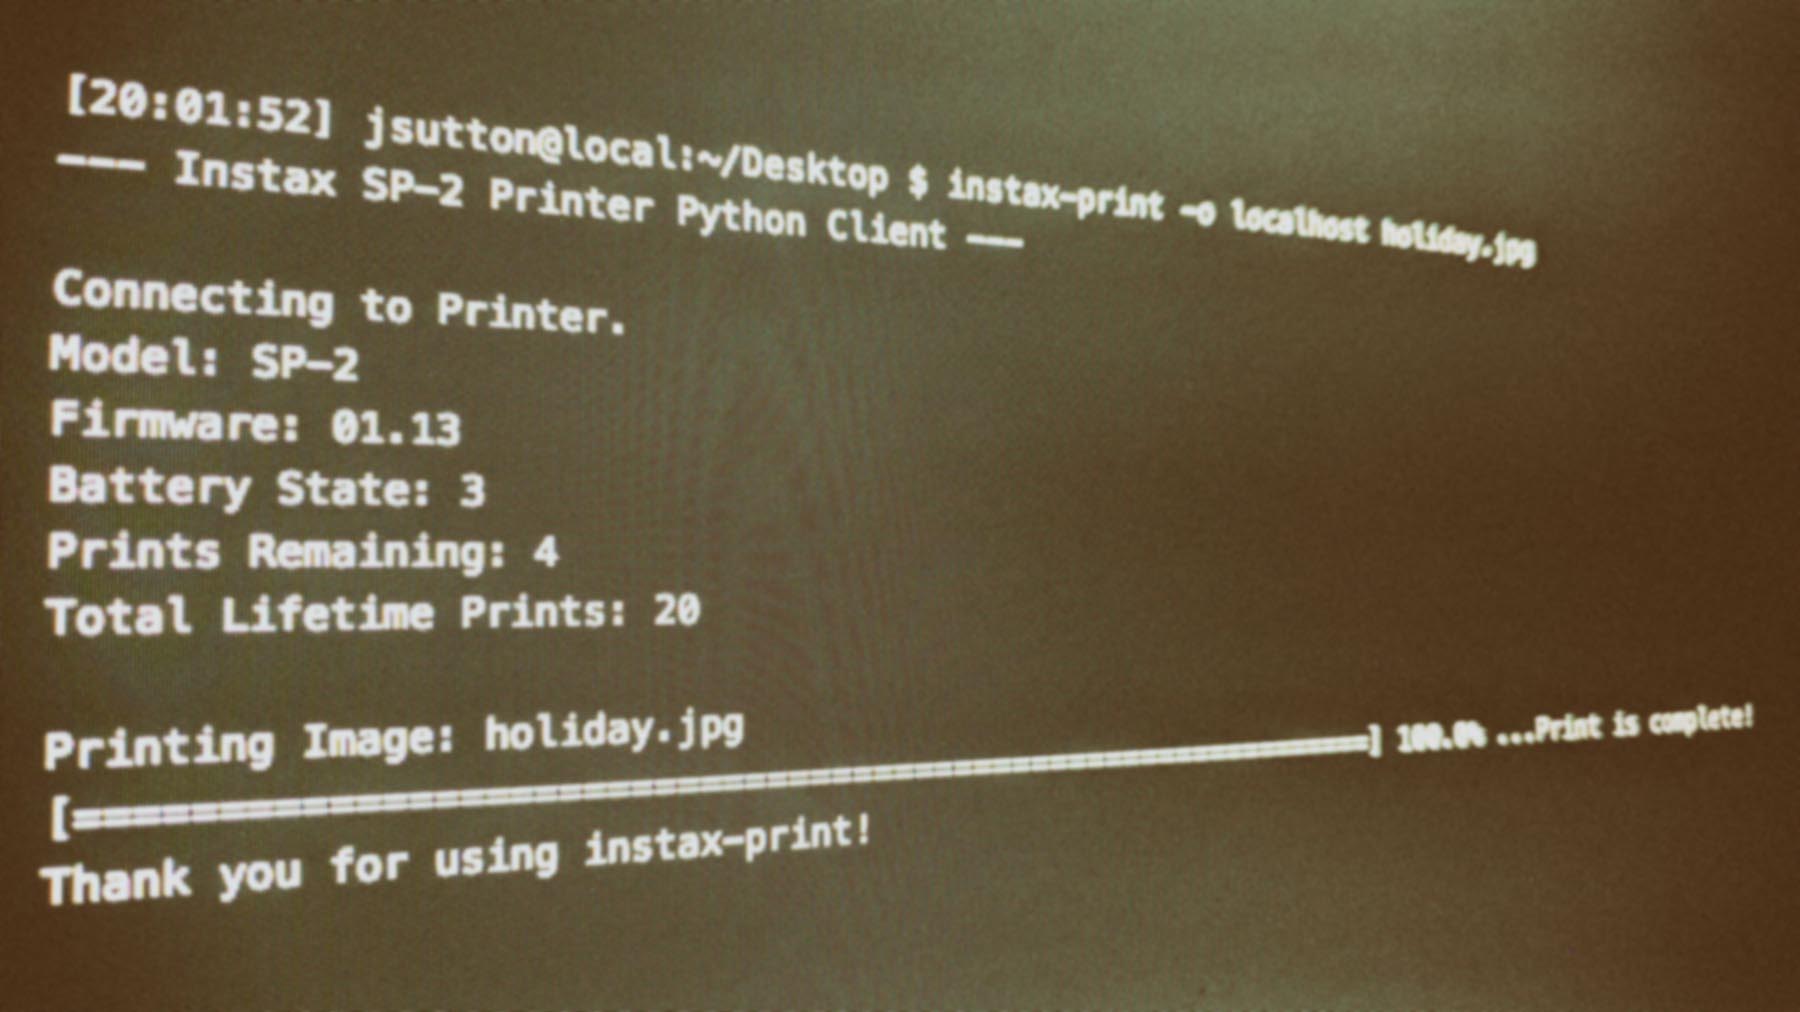 [20:01:52] jsutton@local:~/Desktop $ instax-print -o localhost holiday.jpg
--- Instax SP-2 Printer Python Client ---
Connecting to Printer.
Model: SP-2
Firmware: 01.13
Battery State: 3
Prints Remaining: 4
Total Lifetime Prints: 20
Printing Image: holiday.jpg
[==================================================] 100.0% ...Print is complete!
Thank you for using instax-print!